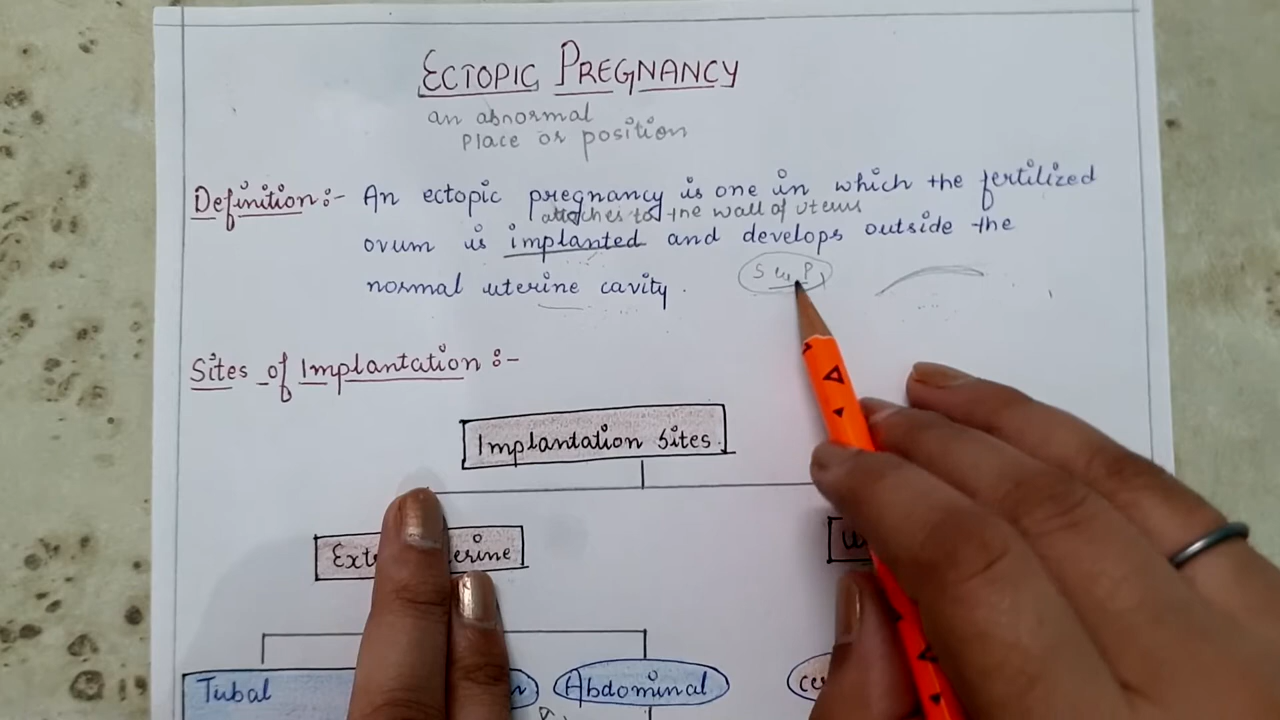 ECTOPIC PREGNANCY
an abnormal
place or position
Definition :- An ectopic pregnancy is one in which the fertilized
attaches to the wall of uterus
ovum is implanted and develops outside the
normal uterine cavity.
Sites of Implantation :-
Implantation Sites.
Tubal
Abdominal